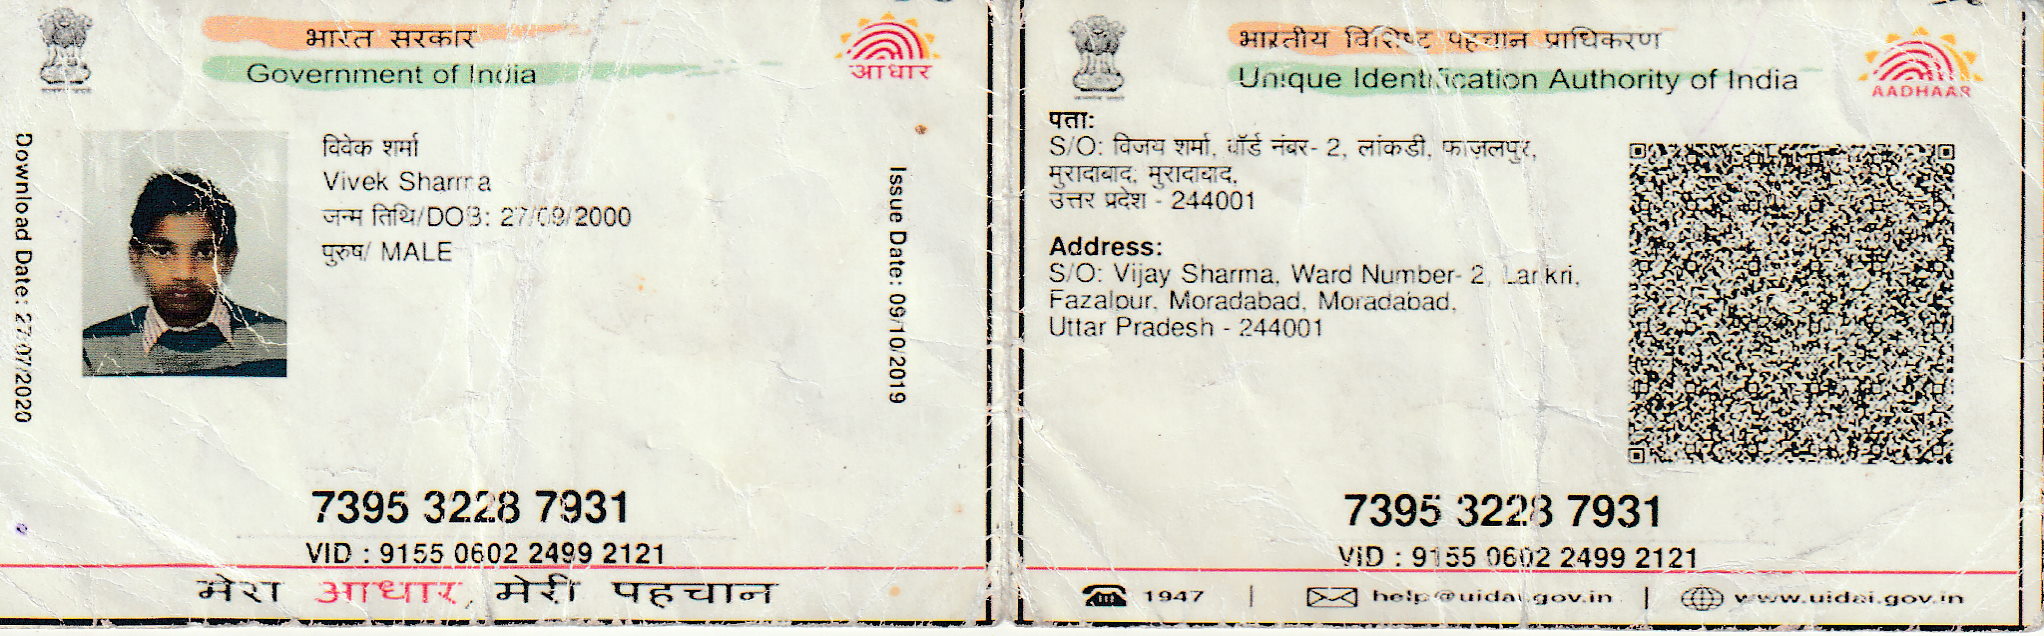 भारत सरकार
Government of India
आधार
Download Date: 27/07/2020
विवेक शर्मा
Vivek Sharma
जन्म तिथि/DOB: 27/09/2000
पुरुष/ MALE
Issue Date: 09/10/2019
7395 3228 7931
VID : 9155 0602 2499 2121
मेरा आधार, मेरी पहचान
भारतीय विशिष्ट पहचान प्राधिकरण
Unique Identification Authority of India
AADHAAR
पता:
S/O: विजय शर्मा, वॉर्ड नंबर- 2, लांकडी, फाज़लपुर,
मुरादाबाद, मुरादाबाद,
उत्तर प्रदेश - 244001
Address:
S/O: Vijay Sharma, Ward Number- 2, Lankri,
Fazalpur, Moradabad, Moradabad,
Uttar Pradesh - 244001
7395 3228 7931
VID : 9155 0602 2499 2121
1947 | help@uidai.gov.in | www.uidai.gov.in